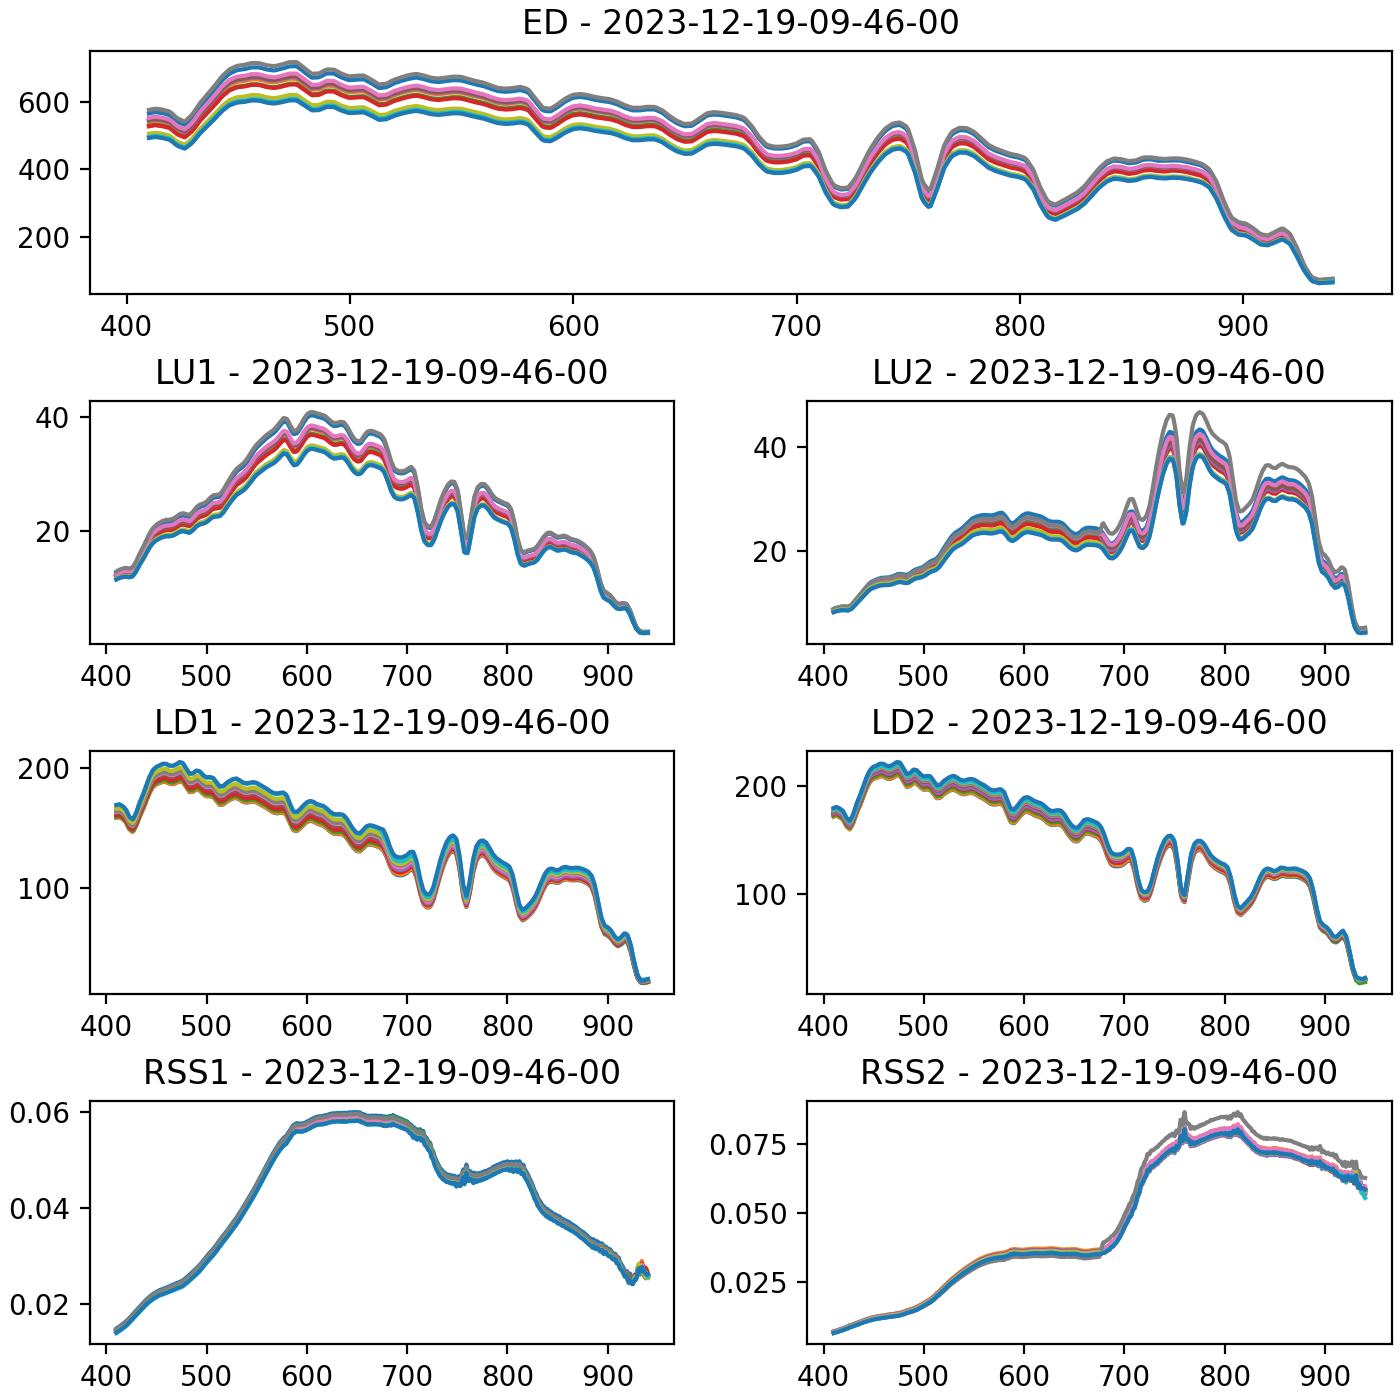 ED - 2023-12-19-09-46-00
600
400
200
400 500 600 700 800 900
LU1 - 2023-12-19-09-46-00
40
20
400 500 600 700 800 900
LU2 - 2023-12-19-09-46-00
40
20
400 500 600 700 800 900
LD1 - 2023-12-19-09-46-00
200
100
400 500 600 700 800 900
LD2 - 2023-12-19-09-46-00
200
100
400 500 600 700 800 900
RSS1 - 2023-12-19-09-46-00
0.06
0.04
0.02
400 500 600 700 800 900
RSS2 - 2023-12-19-09-46-00
0.075
0.050
0.025
400 500 600 700 800 900